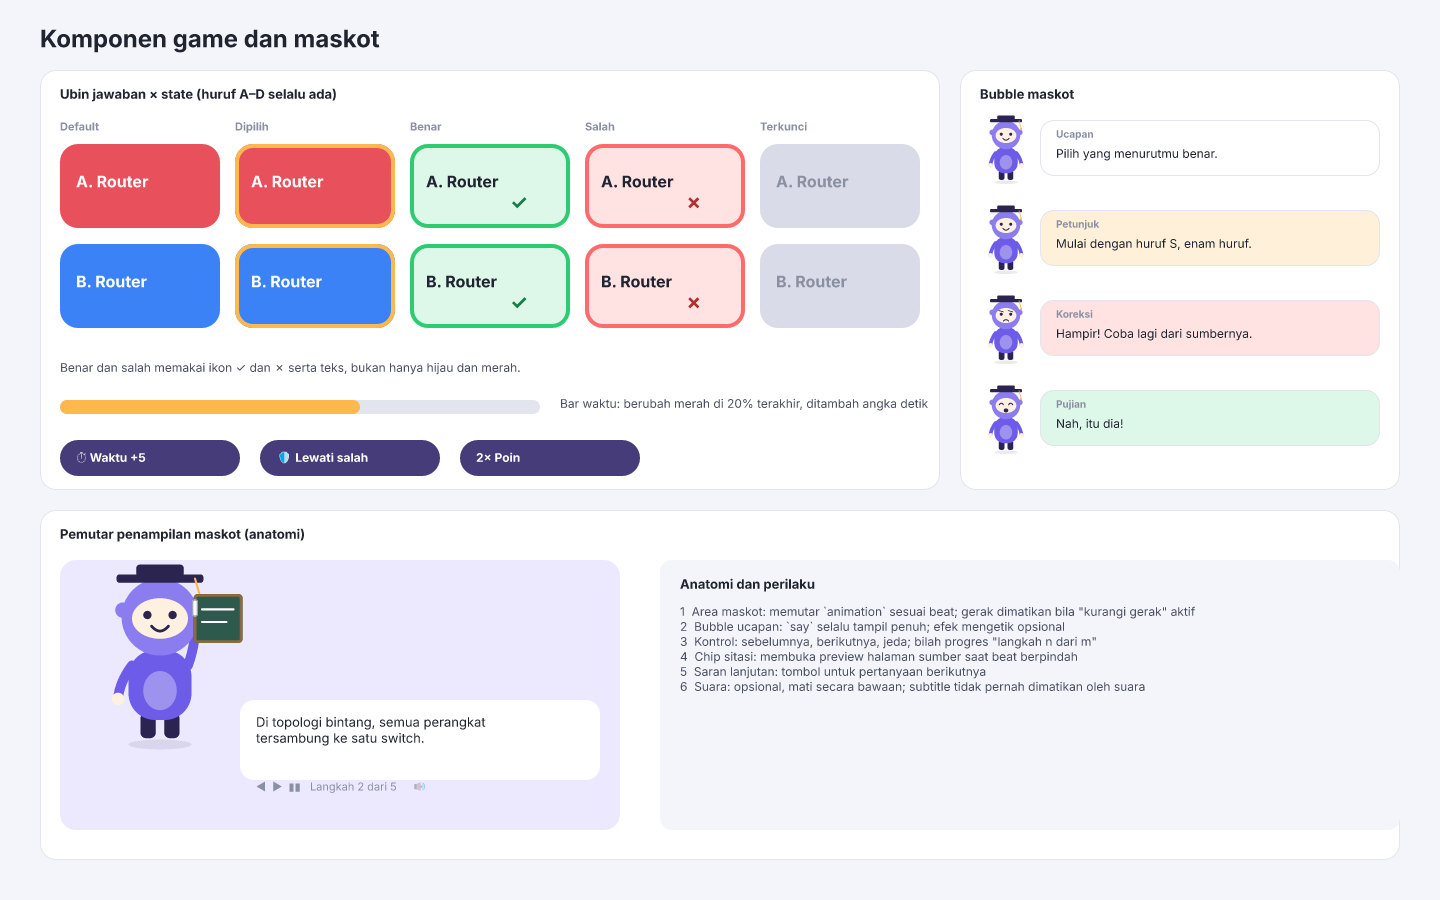 Komponen game dan maskot
Ubin jawaban × state (huruf A–D selalu ada)
Default
Dipilih
Benar
Salah
Terkunci
A. Router
A. Router
A. Router
A. Router
A. Router
✓
×
B. Router
B. Router
B. Router
B. Router
B. Router
✓
×
Benar dan salah memakai ikon ✓ dan × serta teks, bukan hanya hijau dan merah.
Bar waktu: berubah merah di 20% terakhir, ditambah angka detik
⏱ Waktu +5
🛡 Lewati salah
2× Poin
Bubble maskot
Ucapan
Pilih yang menurutmu benar.
Petunjuk
Mulai dengan huruf S, enam huruf.
Koreksi
Hampir! Coba lagi dari sumbernya.
Pujian
Nah, itu dia!
Pemutar penampilan maskot (anatomi)
Di topologi bintang, semua perangkat
tersambung ke satu switch.
◀ ▶ ▮▮ Langkah 2 dari 5 🔊
Anatomi dan perilaku
1 Area maskot: memutar `animation` sesuai beat; gerak dimatikan bila "kurangi gerak" aktif
2 Bubble ucapan: `say` selalu tampil penuh; efek mengetik opsional
3 Kontrol: sebelumnya, berikutnya, jeda; bilah progres "langkah n dari m"
4 Chip sitasi: membuka preview halaman sumber saat beat berpindah
5 Saran lanjutan: tombol untuk pertanyaan berikutnya
6 Suara: opsional, mati secara bawaan; subtitle tidak pernah dimatikan oleh suara